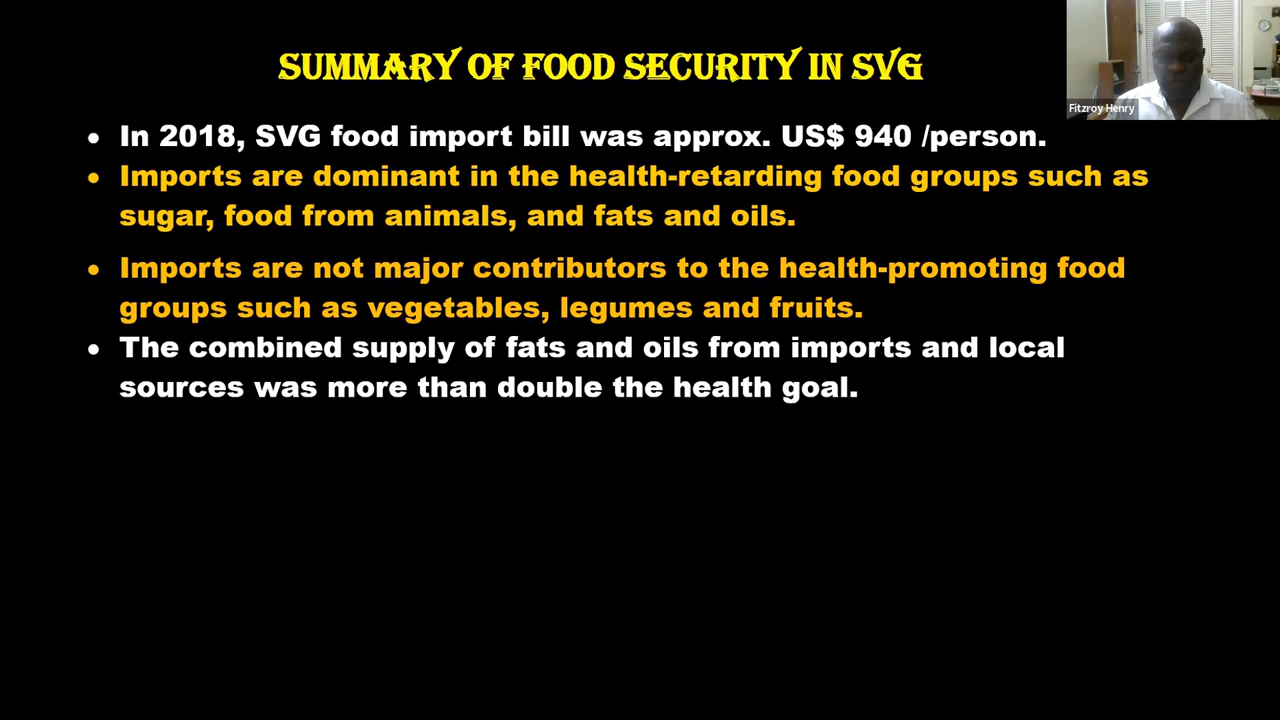 SUMMARY OF FOOD SECURITY IN SVG
Fitzroy Henry
• In 2018, SVG food import bill was approx. US$ 940 /person.
• Imports are dominant in the health-retarding food groups such as
sugar, food from animals, and fats and oils.
• Imports are not major contributors to the health-promoting food
groups such as vegetables, legumes and fruits.
• The combined supply of fats and oils from imports and local
sources was more than double the health goal.